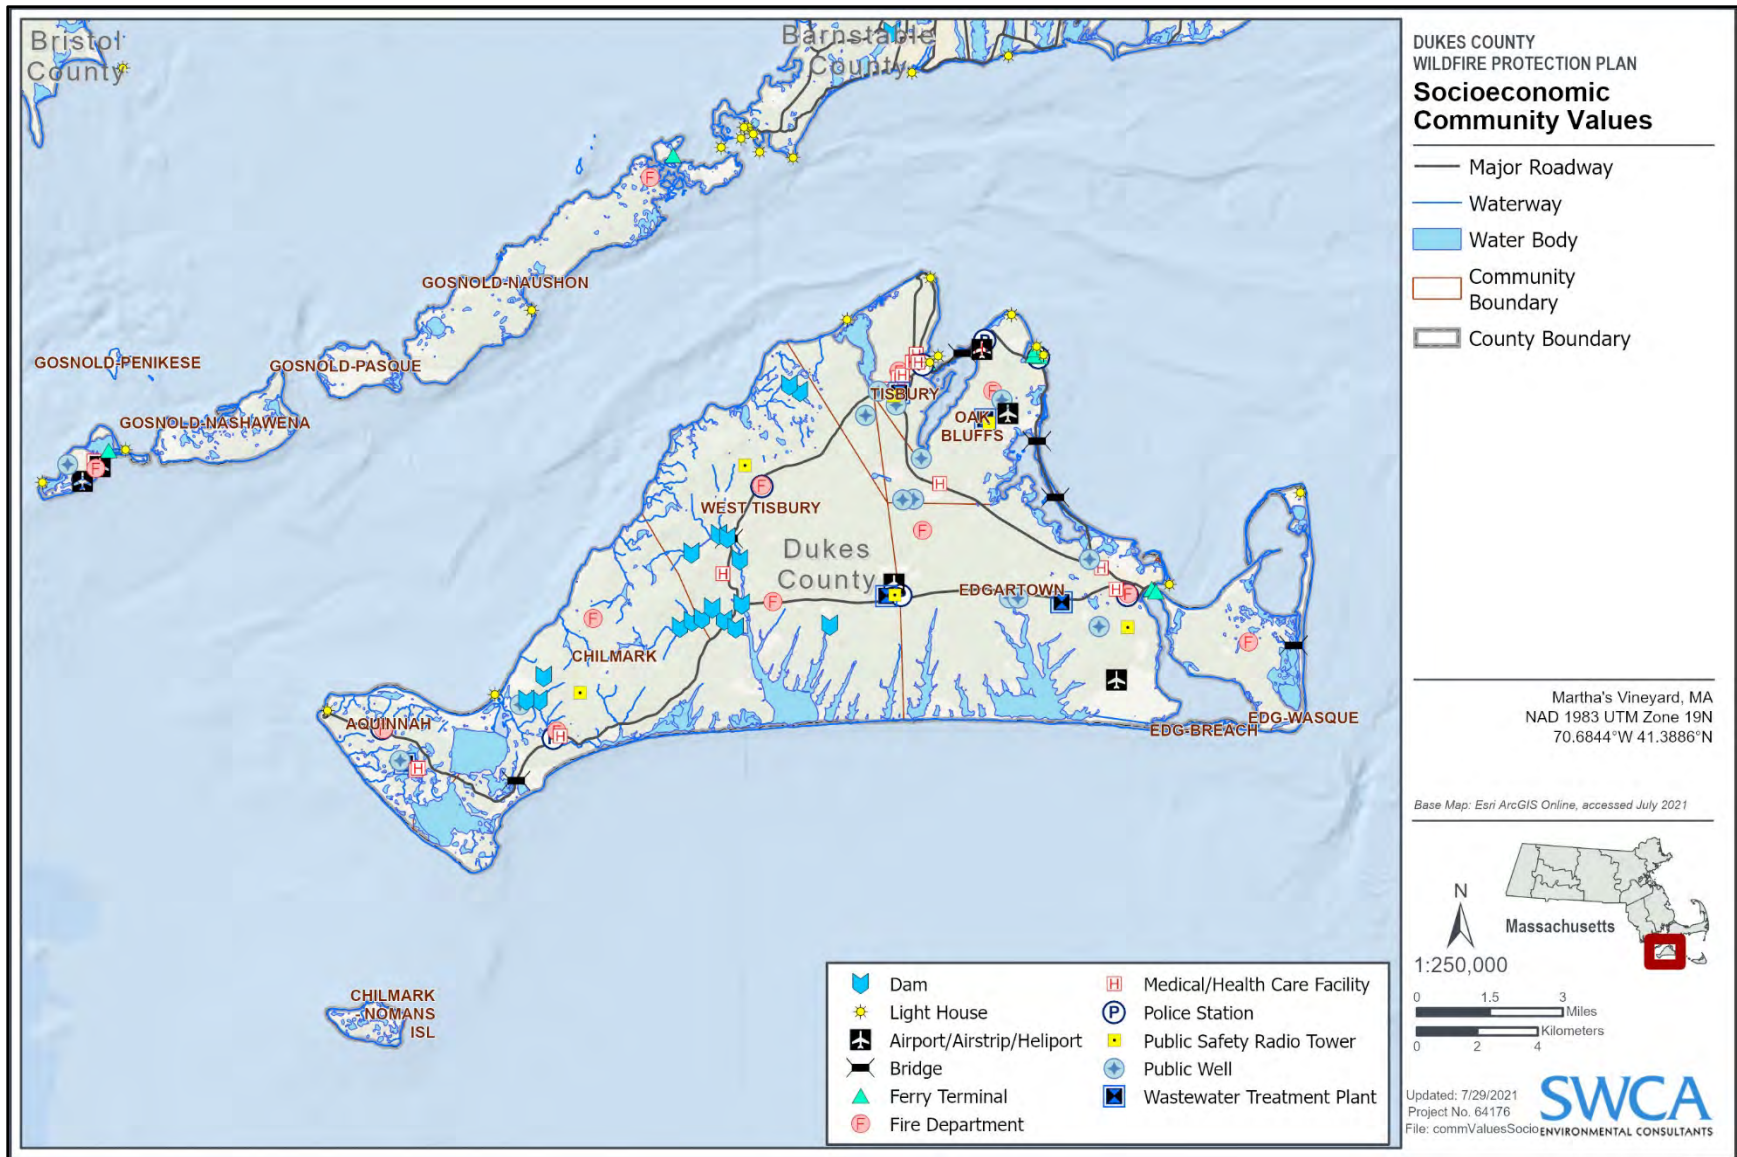 Bristol
County
Barnstable
County
GOSNOLD-NAUSHON
GOSNOLD-PENIKESE
GOSNOLD-PASQUE
GOSNOLD-NASHAWENA
TISBURY
OAK
BLUFFS
WEST TISBURY
Dukes
County
EDGARTOWN
CHILMARK
AQUINNAH
EDG-WASQUE
EDG-BREACH
CHILMARK
- NOMANS
ISL
Dam
Light House
Airport/Airstrip/Heliport
Bridge
Ferry Terminal
F Fire Department
H Medical/Health Care Facility
P Police Station
Public Safety Radio Tower
Public Well
Wastewater Treatment Plant
DUKES COUNTY
WILDFIRE PROTECTION PLAN
Socioeconomic
Community Values
Major Roadway
Waterway
Water Body
Community
Boundary
County Boundary
Martha's Vineyard, MA
NAD 1983 UTM Zone 19N
70.6844°W 41.3886°N
Base Map: Esri ArcGIS Online, accessed July 2021
N
Massachusetts
1:250,000
0 1.5 3
Miles
Kilometers
0 2 4
Updated: 7/29/2021
Project No. 64176
File: commValuesSocio
SWCA
ENVIRONMENTAL CONSULTANTS